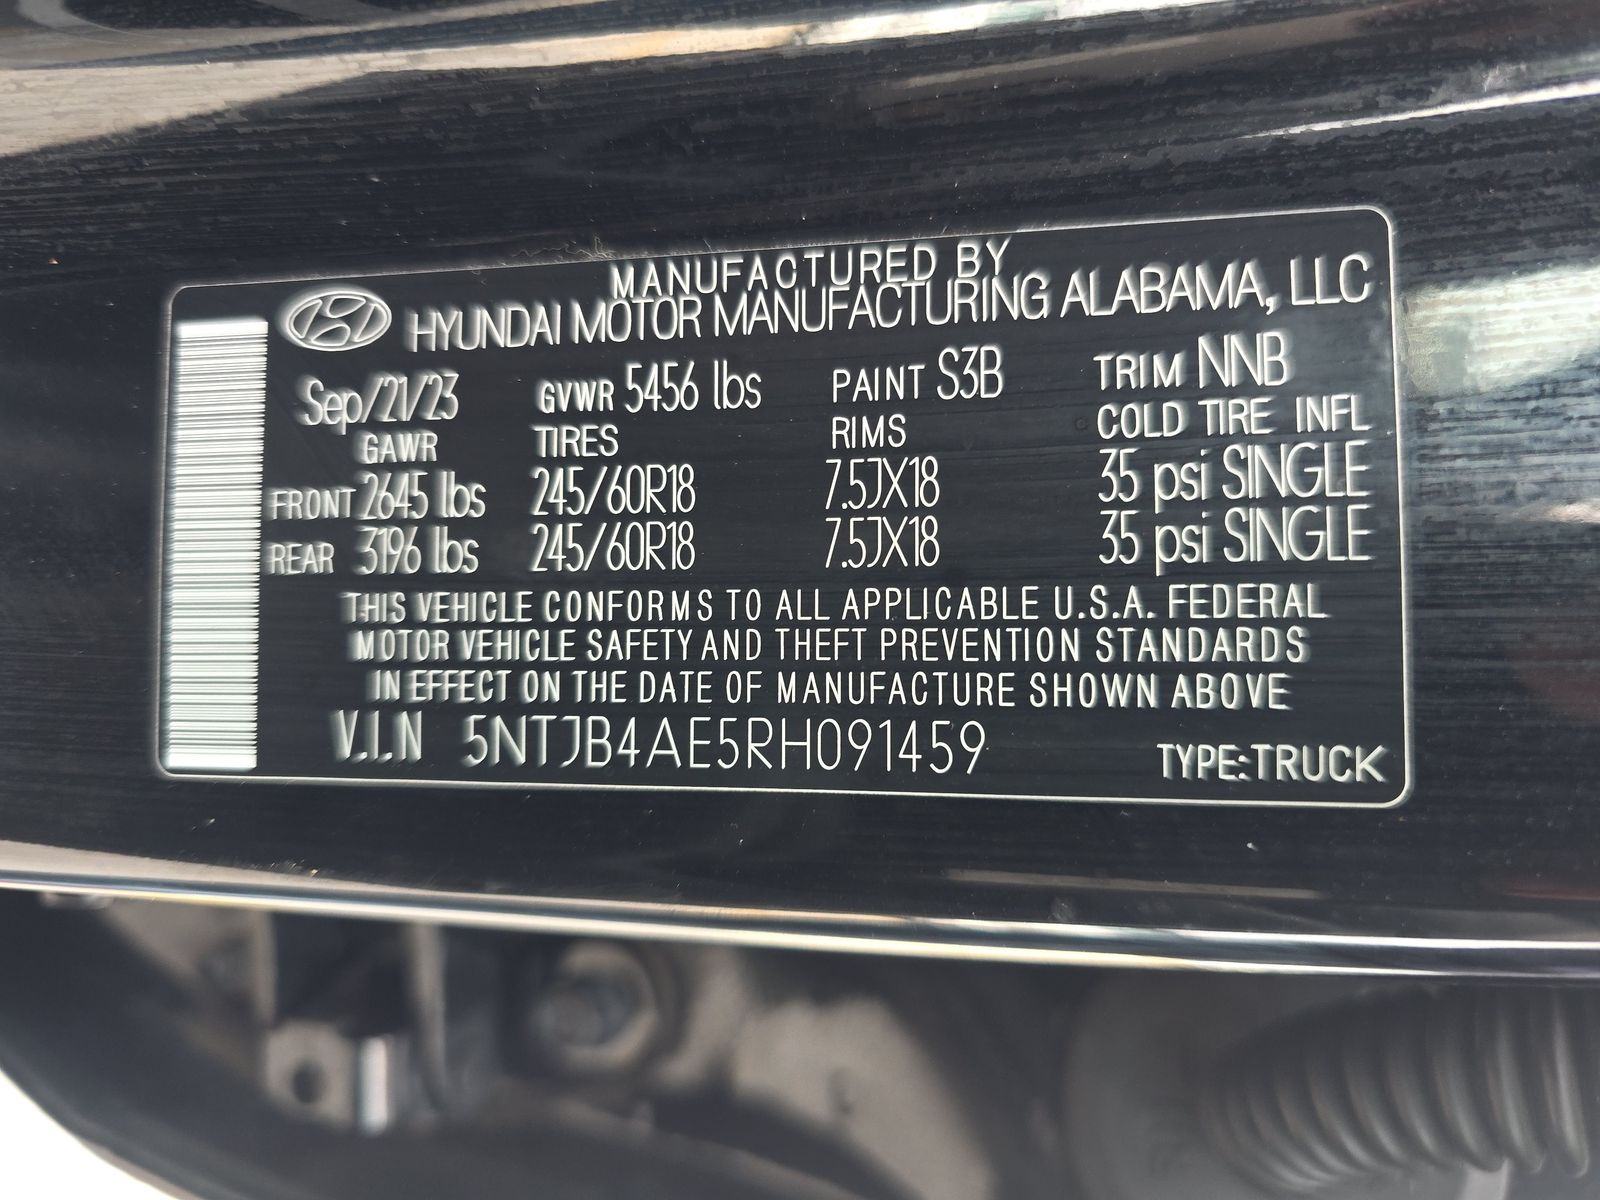 MANUFACTURED BY
HYUNDAI MOTOR MANUFACTURING ALABAMA, LLC
Sep/21/23 GVWR 5456 lbs PAINT S3B TRIM NNB
GAWR TIRES RIMS COLD TIRE INFL
FRONT 2645 lbs 245/60R18 7.5JX18 35 psi SINGLE
REAR 3196 lbs 245/60R18 7.5JX18 35 psi SINGLE
THIS VEHICLE CONFORMS TO ALL APPLICABLE U.S.A. FEDERAL
MOTOR VEHICLE SAFETY AND THEFT PREVENTION STANDARDS
IN EFFECT ON THE DATE OF MANUFACTURE SHOWN ABOVE
V.I.N 5NTJB4AE5RH091459 TYPE:TRUCK